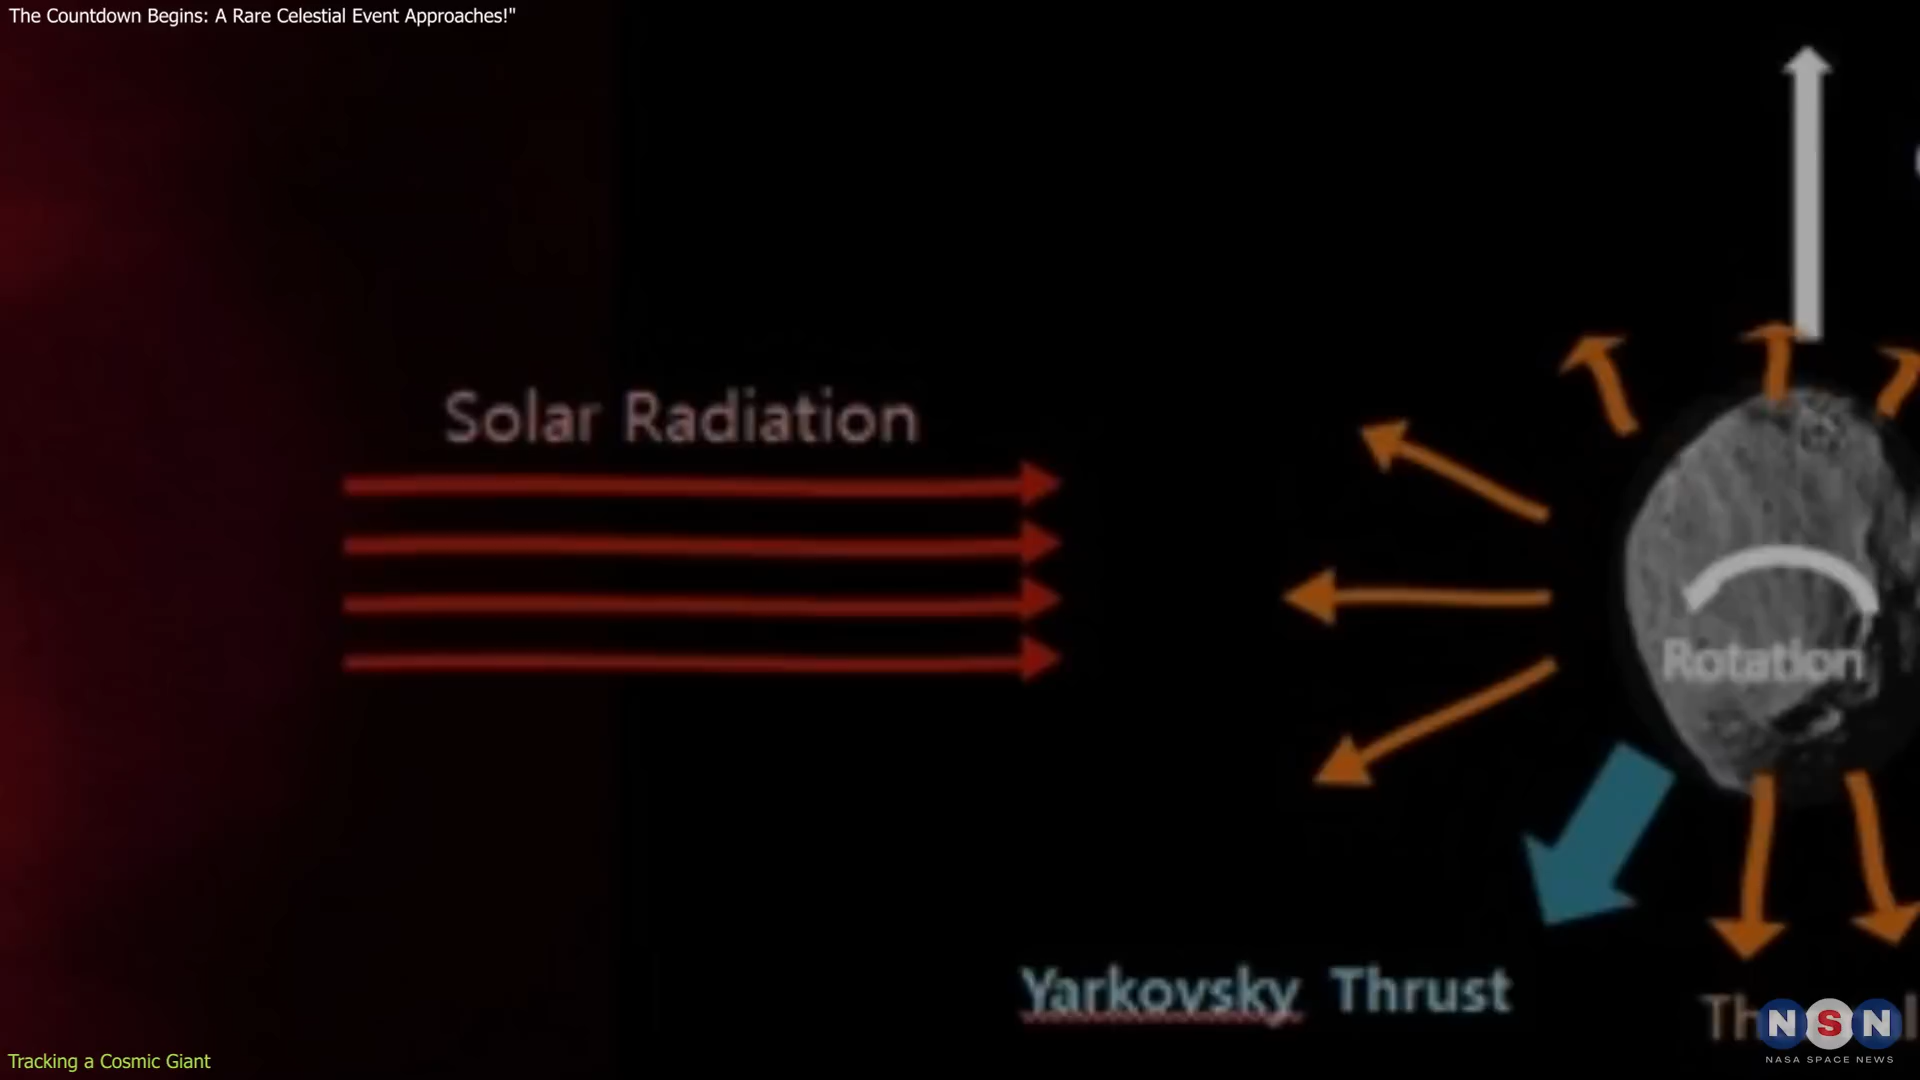 The Countdown Begins: A Rare Celestial Event Approaches!"
Solar Radiation
Rotation
Yarkovsky Thrust
NSN
NASA SPACE NEWS
Tracking a Cosmic Giant